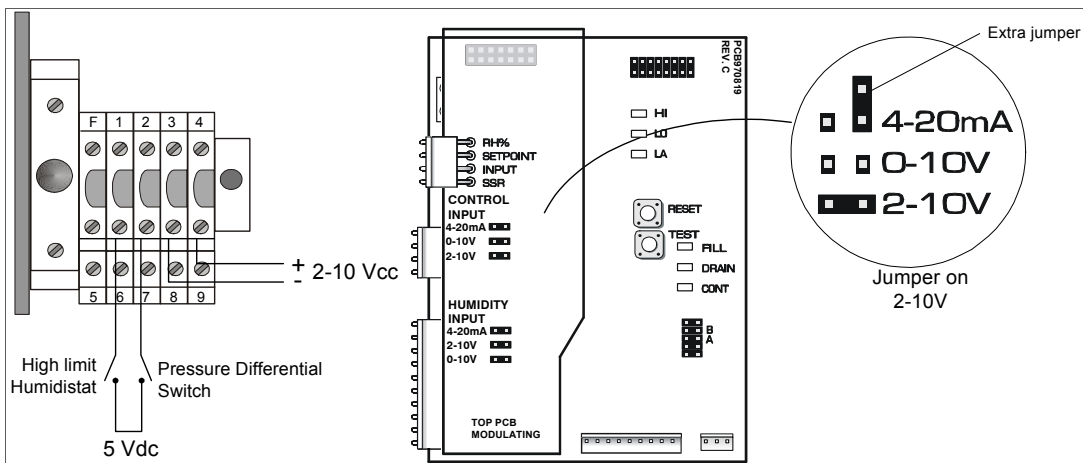 F 1 2 3 4
5 6 7 8 9
+ 2-10 Vcc
-
High limit
Humidistat
Pressure Differential
Switch
5 Vdc
PCB970819
REV. C
HI
LO
LA
RH%
SETPOINT
INPUT
SSR
CONTROL
INPUT
4-20mA
0-10V
2-10V
RESET
TEST
FILL
DRAIN
CONT
HUMIDITY
INPUT
4-20mA
2-10V
0-10V
B
A
TOP PCB
MODULATING
Extra jumper
4-20mA
0-10V
2-10V
Jumper on
2-10V